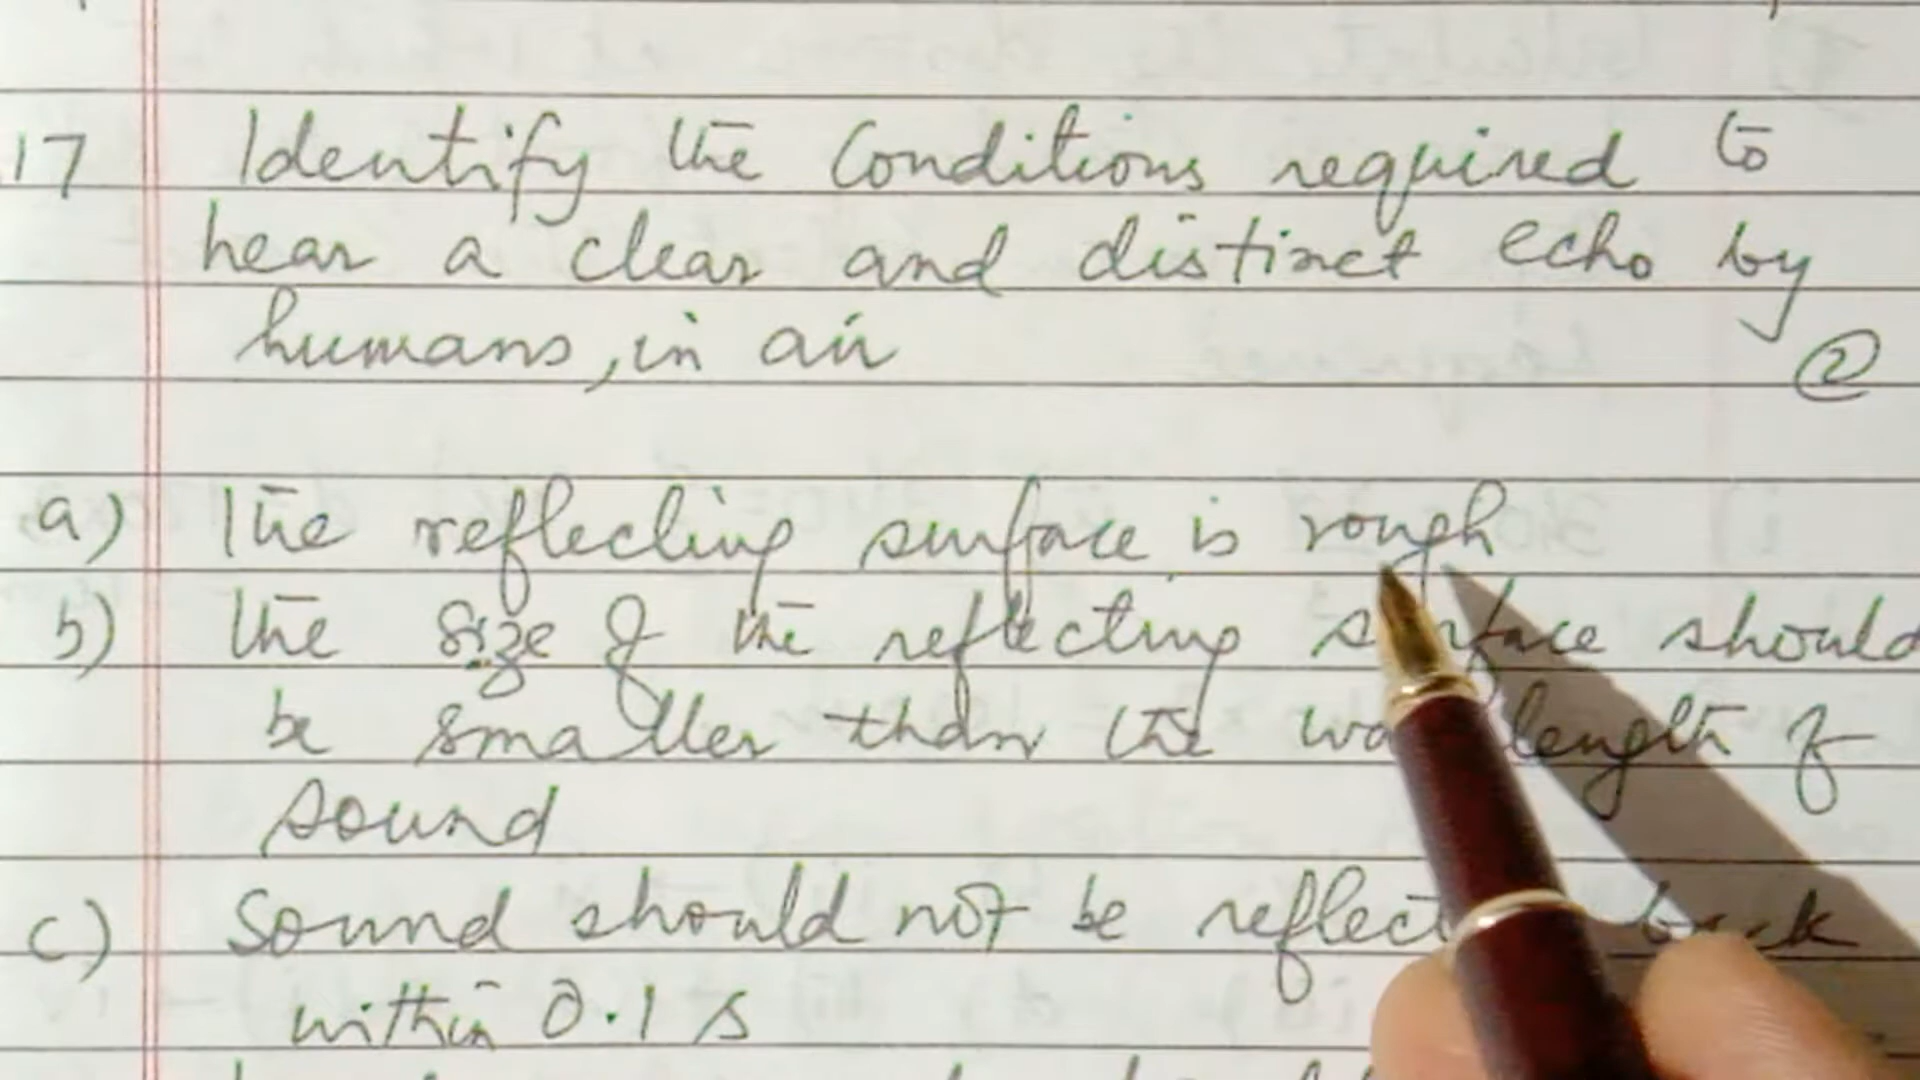 17 Identify the Conditions required to
hear a clear and distinct echo by
humans, in air
2
a) The reflecting surface is rough
b) the size of the reflecting surface should
be smaller than the wavelength of
sound
c) Sound should not be reflected back
within 0.1 s